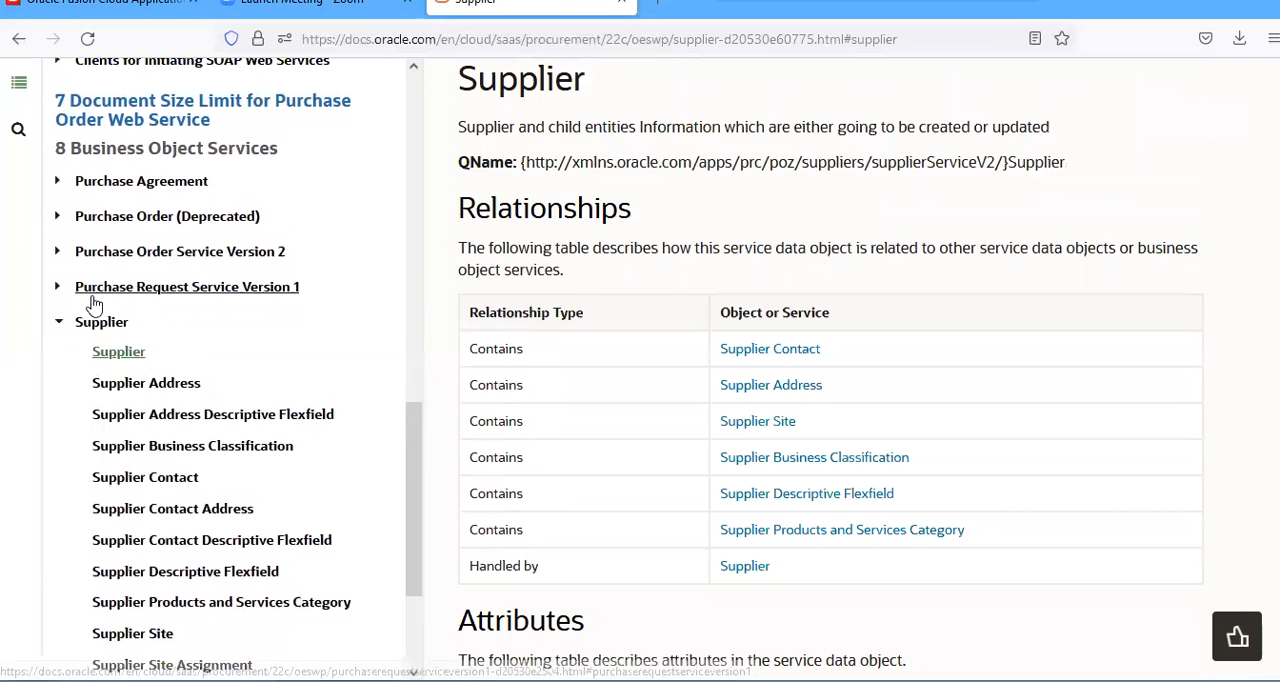 Oracle Fusion Cloud Applicatio
Launch Meeting - Zoom
Supplier
https://docs.oracle.com/en/cloud/saas/procurement/22c/oeswp/supplier-d20530e60775.html#supplier
Clients for Initiating SOAP Web Services
7 Document Size Limit for Purchase
Order Web Service
8 Business Object Services
Purchase Agreement
Purchase Order (Deprecated)
Purchase Order Service Version 2
Purchase Request Service Version 1
Supplier
Supplier
Supplier Address
Supplier Address Descriptive Flexfield
Supplier Business Classification
Supplier Contact
Supplier Contact Address
Supplier Contact Descriptive Flexfield
Supplier Descriptive Flexfield
Supplier Products and Services Category
Supplier Site
Supplier Site Assignment
Supplier
Supplier and child entities Information which are either going to be created or updated
QName: {http://xmlns.oracle.com/apps/prc/poz/suppliers/supplierServiceV2/}Supplier
Relationships
The following table describes how this service data object is related to other service data objects or business
object services.
Relationship Type Object or Service
Contains Supplier Contact
Contains Supplier Address
Contains Supplier Site
Contains Supplier Business Classification
Contains Supplier Descriptive Flexfield
Contains Supplier Products and Services Category
Handled by Supplier
Attributes
The following table describes attributes in the service data object.